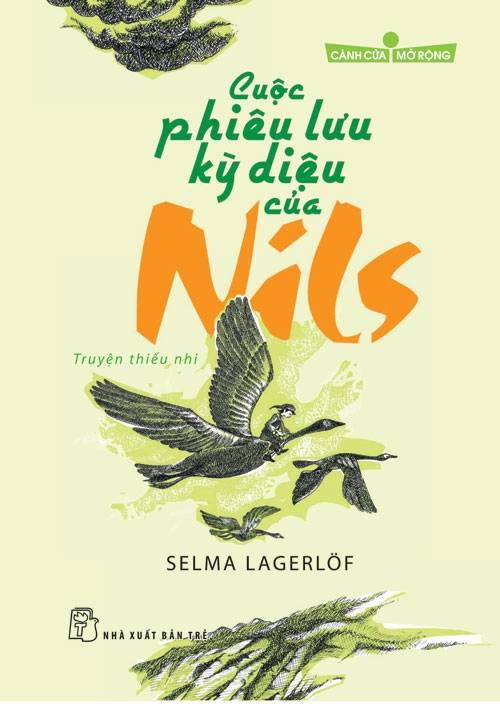 CÁNH CỬA MỞ RỘNG
Cuộc
phiêu lưu
kỳ diệu
của
Nils
Truyện thiếu nhi
SELMA LAGERLÖF
NHÀ XUẤT BẢN TRẺ